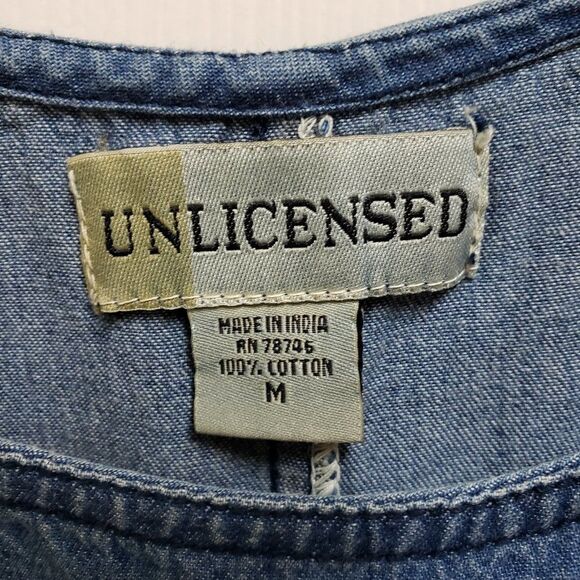 UNLICENSED
MADE IN INDIA
RN 78746
100% COTTON
M